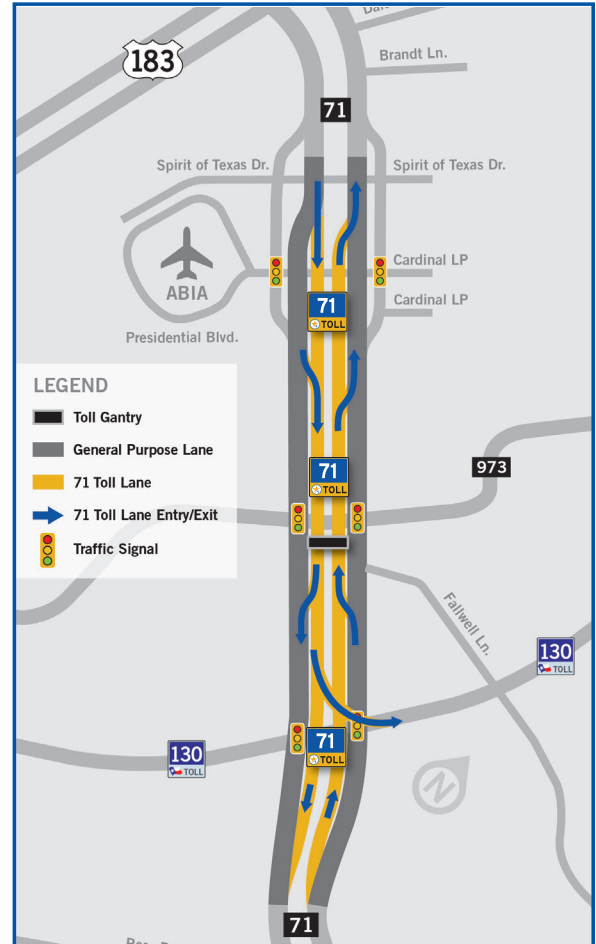 183
Brandt Ln.
71
Spirit of Texas Dr.
Spirit of Texas Dr.
Cardinal LP
ABIA
71
TOLL
Cardinal LP
Presidential Blvd.
LEGEND
Toll Gantry
General Purpose Lane
71 Toll Lane
71 Toll Lane Entry/Exit
Traffic Signal
71
TOLL
973
Fallwell Ln.
130
TOLL
130
TOLL
71
TOLL
N
71